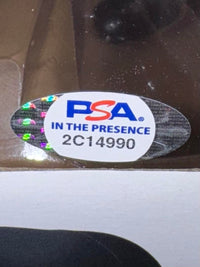 PSA®
IN THE PRESENCE
2C14990